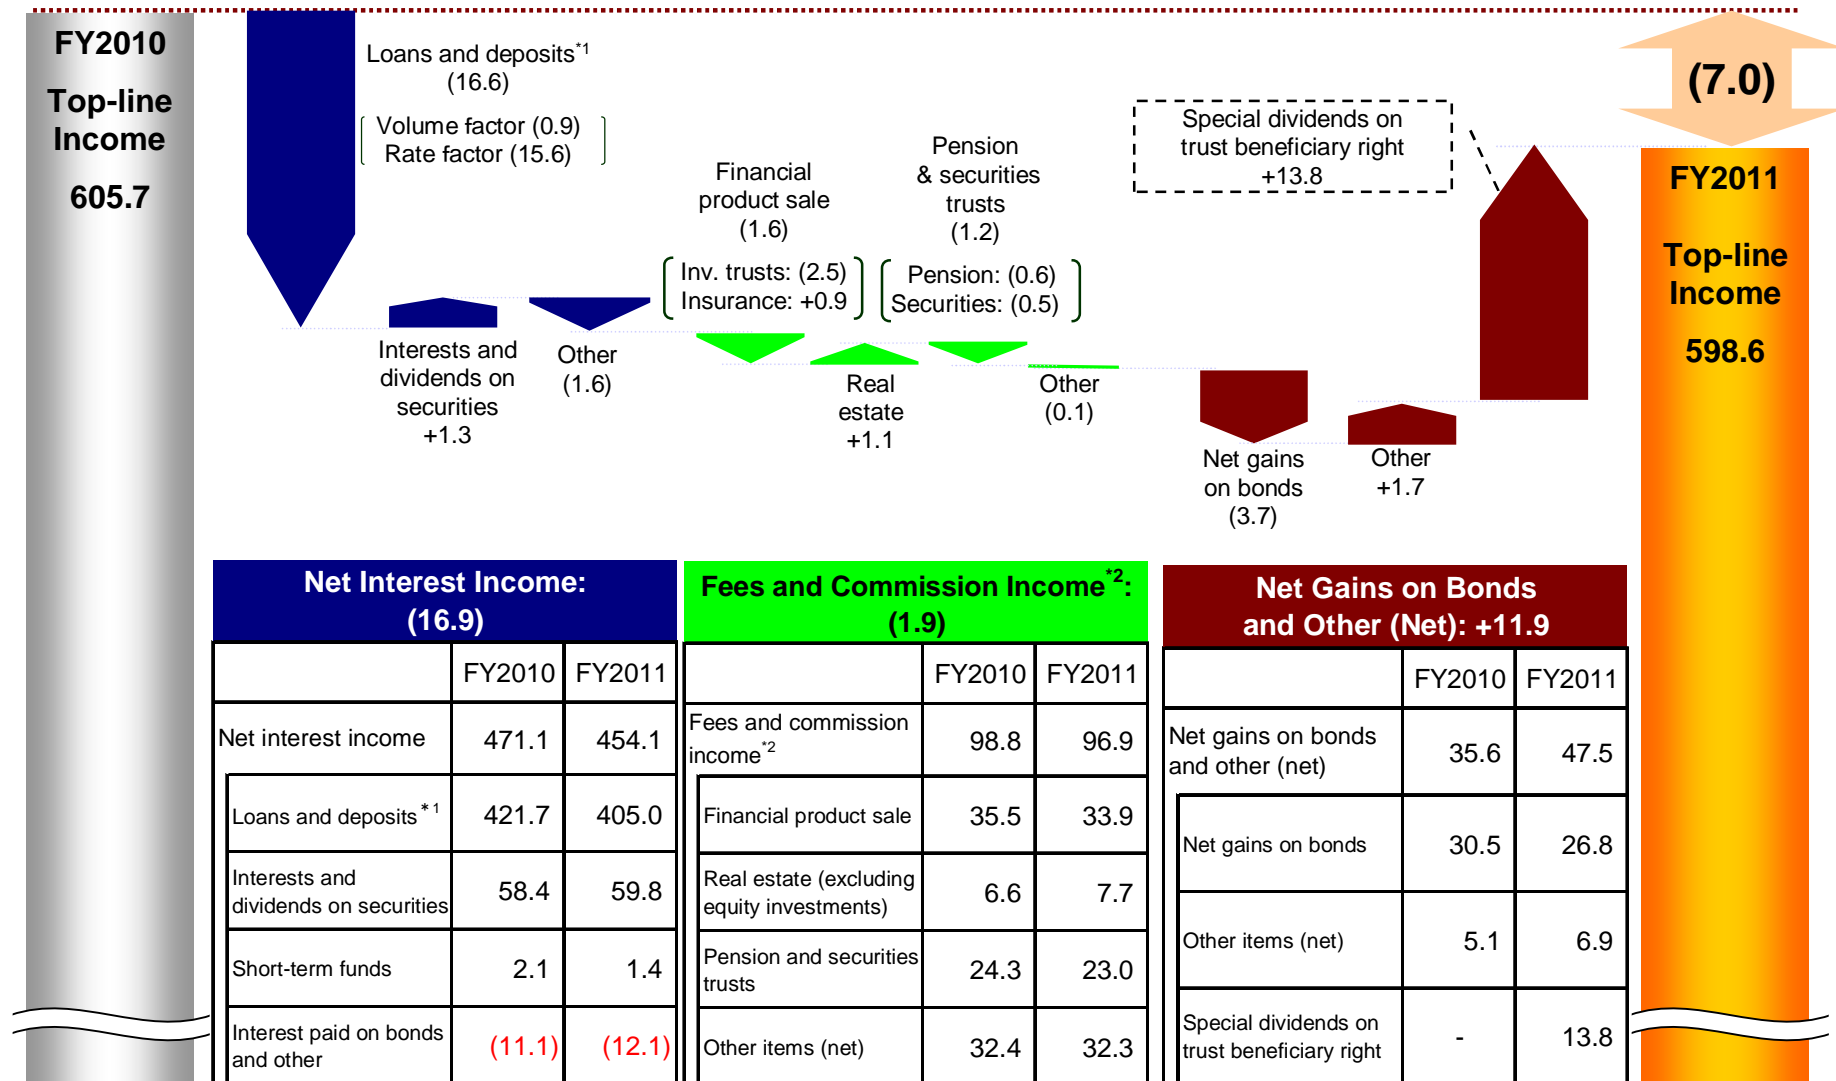 FY2010
Top-line
Income
605.7
Loans and deposits*1
(16.6)
Volume factor (0.9)
Rate factor (15.6)
Interests and
dividends on
securities
+1.3
Other
(1.6)
Financial
product sale
(1.6)
Inv. trusts: (2.5)
Insurance: +0.9
Real
estate
+1.1
Pension
& securities
trusts
(1.2)
Pension: (0.6)
Securities: (0.5)
Other
(0.1)
Net gains
on bonds
(3.7)
Other
+1.7
Special dividends on
trust beneficiary right
+13.8
(7.0)
FY2011
Top-line
Income
598.6
Net Interest Income:
(16.9)
FY2010 FY2011
Net interest income 471.1 454.1
Loans and deposits*1 421.7 405.0
Interests and
dividends on securities 58.4 59.8
Short-term funds 2.1 1.4
Interest paid on bonds
and other (11.1) (12.1)
Fees and Commission Income*2:
(1.9)
FY2010 FY2011
Fees and commission
income*2 98.8 96.9
Financial product sale 35.5 33.9
Real estate (excluding
equity investments) 6.6 7.7
Pension and securities
trusts 24.3 23.0
Other items (net) 32.4 32.3
Net Gains on Bonds
and Other (Net): +11.9
FY2010 FY2011
Net gains on bonds
and other (net) 35.6 47.5
Net gains on bonds 30.5 26.8
Other items (net) 5.1 6.9
Special dividends on
trust beneficiary right - 13.8